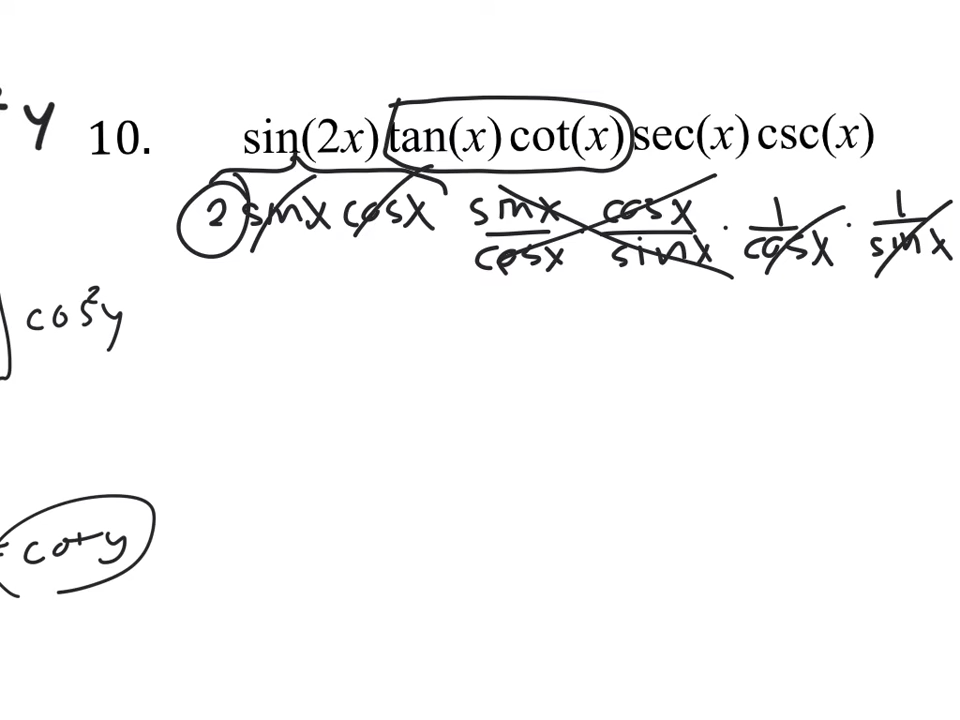 y
10. sin(2x) tan(x) cot(x) sec(x) csc(x)
2 sinx cosx sinx/cosx cosx/sinx · 1/cosx · 1/sinx
cos²y
= coty